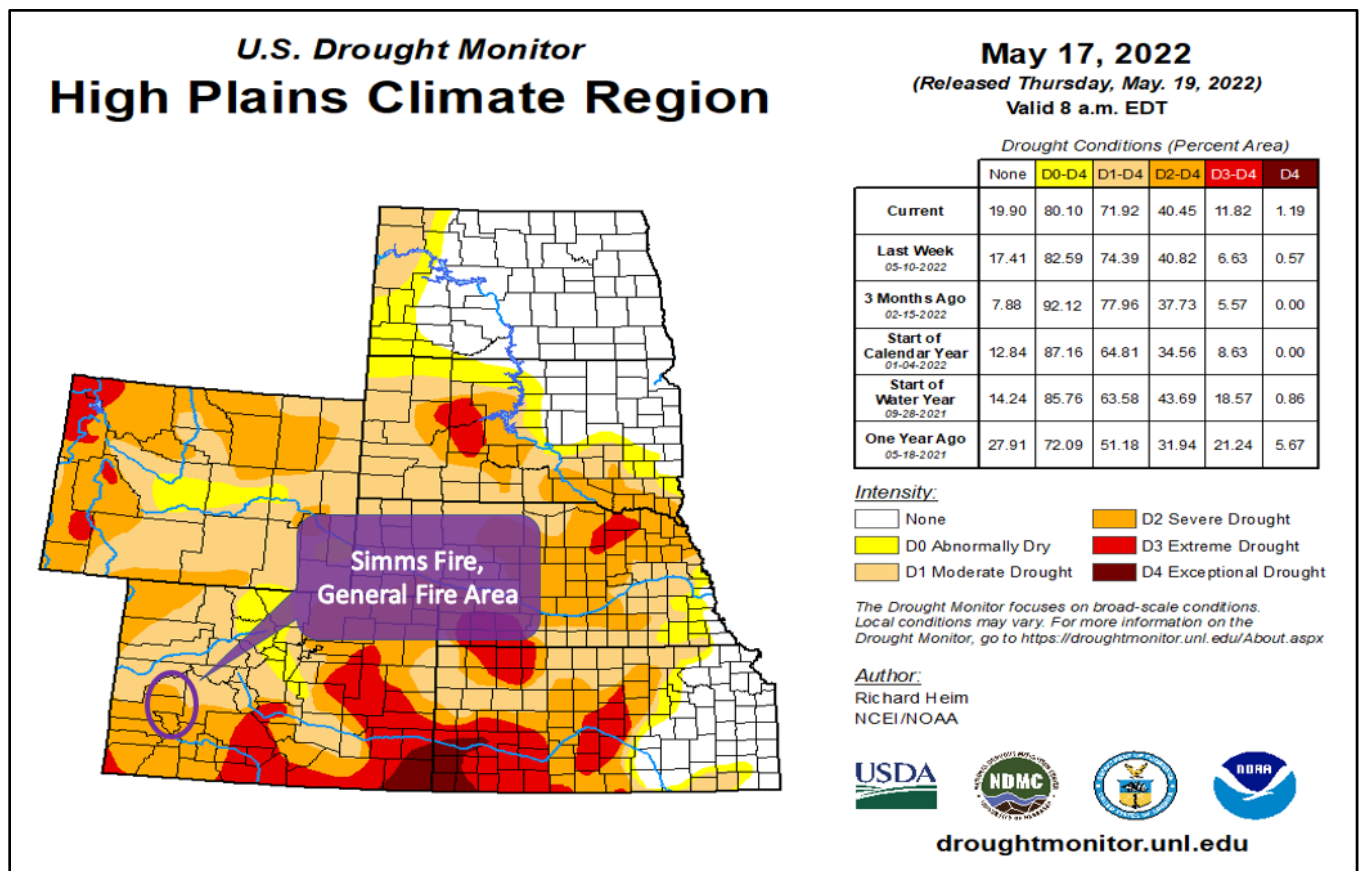 U.S. Drought Monitor
High Plains Climate Region
May 17, 2022
(Released Thursday, May. 19, 2022)
Valid 8 a.m. EDT
Drought Conditions (Percent Area)
None D0-D4 D1-D4 D2-D4 D3-D4 D4
Current 19.90 80.10 71.92 40.45 11.82 1.19
Last Week
05-10-2022 17.41 82.59 74.39 40.82 6.63 0.57
3 Months Ago
02-15-2022 7.88 92.12 77.96 37.73 5.57 0.00
Start of
Calendar Year
01-04-2022 12.84 87.16 64.81 34.56 8.63 0.00
Start of
Water Year
09-28-2021 14.24 85.76 63.58 43.69 18.57 0.86
One Year Ago
05-18-2021 27.91 72.09 51.18 31.94 21.24 5.67
Simms Fire,
General Fire Area
Intensity:
None
D0 Abnormally Dry
D1 Moderate Drought
D2 Severe Drought
D3 Extreme Drought
D4 Exceptional Drought
The Drought Monitor focuses on broad-scale conditions.
Local conditions may vary. For more information on the
Drought Monitor, go to https://droughtmonitor.unl.edu/About.aspx
Author:
Richard Heim
NCEI/NOAA
USDA
NDMC
NOAA
droughtmonitor.unl.edu